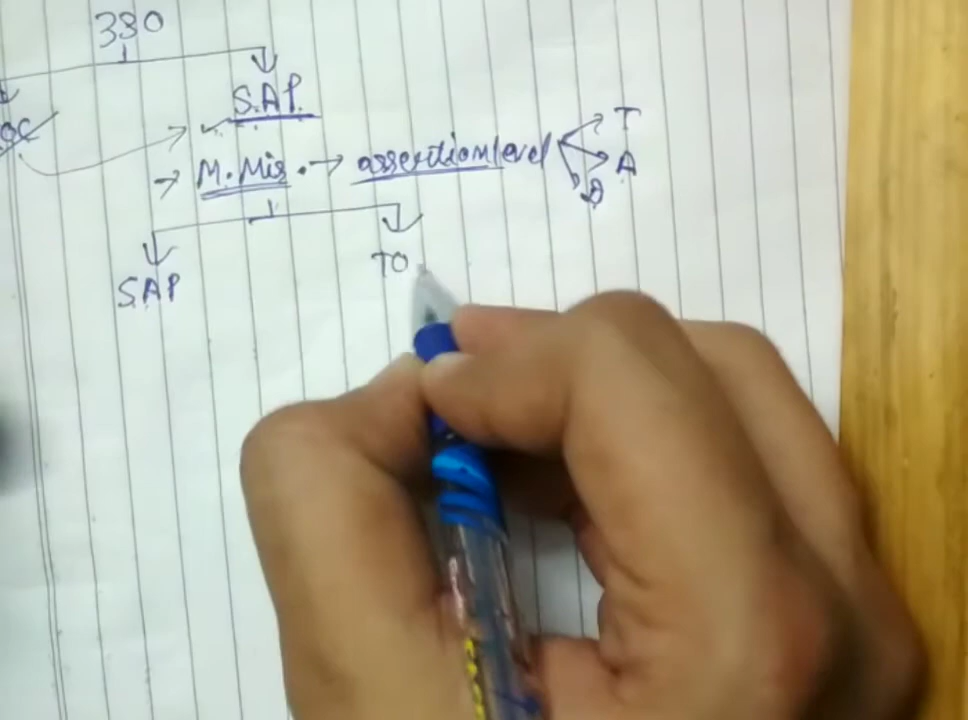 330
S.A.P.
M.Mis. → assertion level
T
A
D
SAP
TO